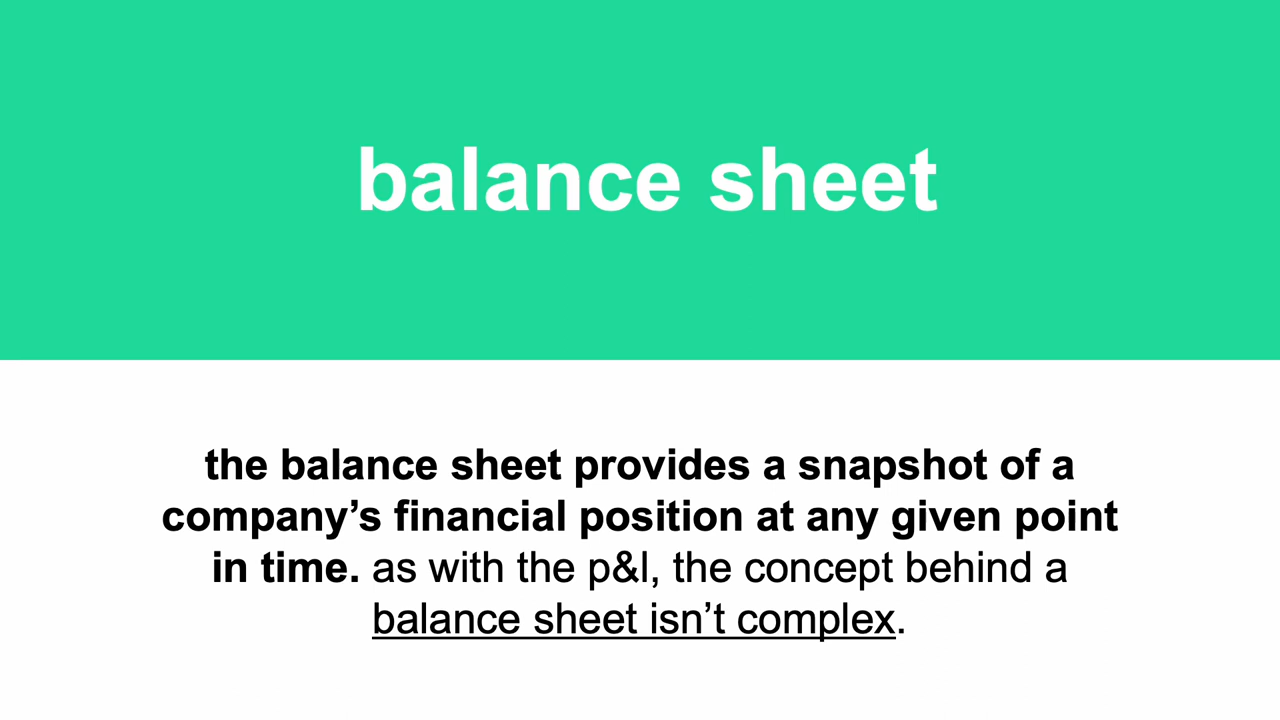 balance sheet
the balance sheet provides a snapshot of a
company’s financial position at any given point
in time. as with the p&l, the concept behind a
balance sheet isn’t complex.